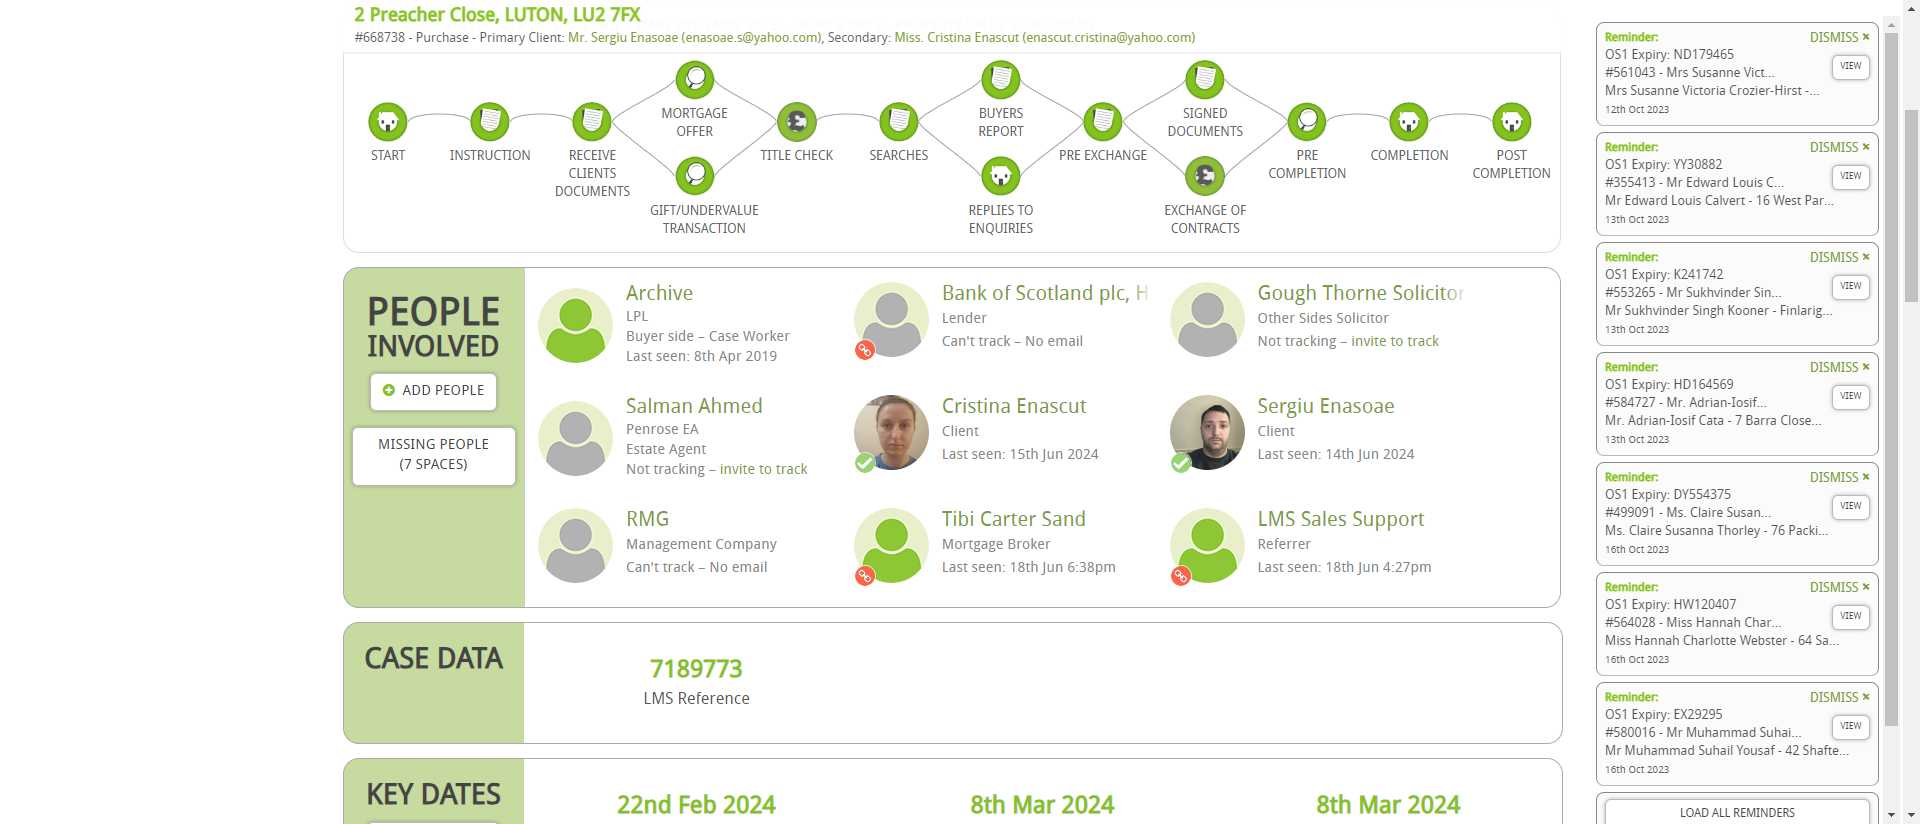 2 Preacher Close, LUTON, LU2 7FX
#668738 - Purchase - Primary Client: Mr. Sergiu Enasoae (enasoae.s@yahoo.com), Secondary: Miss. Cristina Enascut (enascut.cristina@yahoo.com)
START
INSTRUCTION
RECEIVE
CLIENTS
DOCUMENTS
MORTGAGE
OFFER
GIFT/UNDERVALUE
TRANSACTION
TITLE CHECK
SEARCHES
BUYERS
REPORT
REPLIES TO
ENQUIRIES
PRE EXCHANGE
SIGNED
DOCUMENTS
EXCHANGE OF
CONTRACTS
PRE
COMPLETION
COMPLETION
POST
COMPLETION
PEOPLE
INVOLVED
ADD PEOPLE
MISSING PEOPLE
(7 SPACES)
Archive
LPL
Buyer side – Case Worker
Last seen: 8th Apr 2019
Bank of Scotland plc, H
Lender
Can't track – No email
Gough Thorne Solicitor
Other Sides Solicitor
Not tracking – invite to track
Salman Ahmed
Penrose EA
Estate Agent
Not tracking – invite to track
Cristina Enascut
Client
Last seen: 15th Jun 2024
Sergiu Enasoae
Client
Last seen: 14th Jun 2024
RMG
Management Company
Can't track – No email
Tibi Carter Sand
Mortgage Broker
Last seen: 18th Jun 6:38pm
LMS Sales Support
Referrer
Last seen: 18th Jun 4:27pm
CASE DATA
7189773
LMS Reference
KEY DATES
22nd Feb 2024
8th Mar 2024
8th Mar 2024
Reminder:
DISMISS ×
OS1 Expiry: ND179465
#561043 - Mrs Susanne Vict...
VIEW
Mrs Susanne Victoria Crozier-Hirst -...
12th Oct 2023
Reminder:
DISMISS ×
OS1 Expiry: YY30882
#355413 - Mr Edward Louis C...
VIEW
Mr Edward Louis Calvert - 16 West Par...
13th Oct 2023
Reminder:
DISMISS ×
OS1 Expiry: K241742
#553265 - Mr Sukhvinder Sin...
VIEW
Mr Sukhvinder Singh Kooner - Finlarig...
13th Oct 2023
Reminder:
DISMISS ×
OS1 Expiry: HD164569
#584727 - Mr. Adrian-Iosif...
VIEW
Mr. Adrian-Iosif Cata - 7 Barra Close...
13th Oct 2023
Reminder:
DISMISS ×
OS1 Expiry: DY554375
#499091 - Ms. Claire Susan...
VIEW
Ms. Claire Susanna Thorley - 76 Packi...
16th Oct 2023
Reminder:
DISMISS ×
OS1 Expiry: HW120407
#564028 - Miss Hannah Char...
VIEW
Miss Hannah Charlotte Webster - 64 Sa...
16th Oct 2023
Reminder:
DISMISS ×
OS1 Expiry: EX29295
#580016 - Mr Muhammad Suhai...
VIEW
Mr Muhammad Suhail Yousaf - 42 Shafte...
16th Oct 2023
LOAD ALL REMINDERS